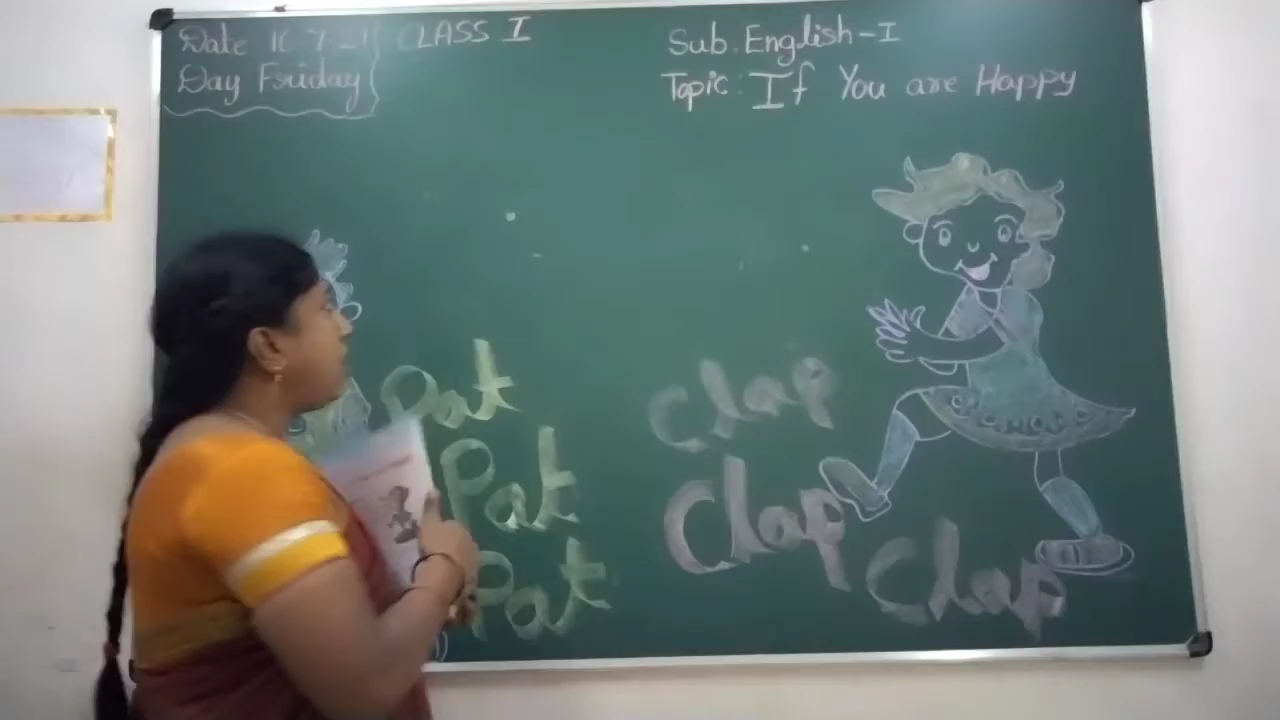 Date 16.7.21 CLASS I
Day Friday
Sub. English-I
Topic: If You are Happy
Pat
Pat
Pat
Clap
Clap
Clap